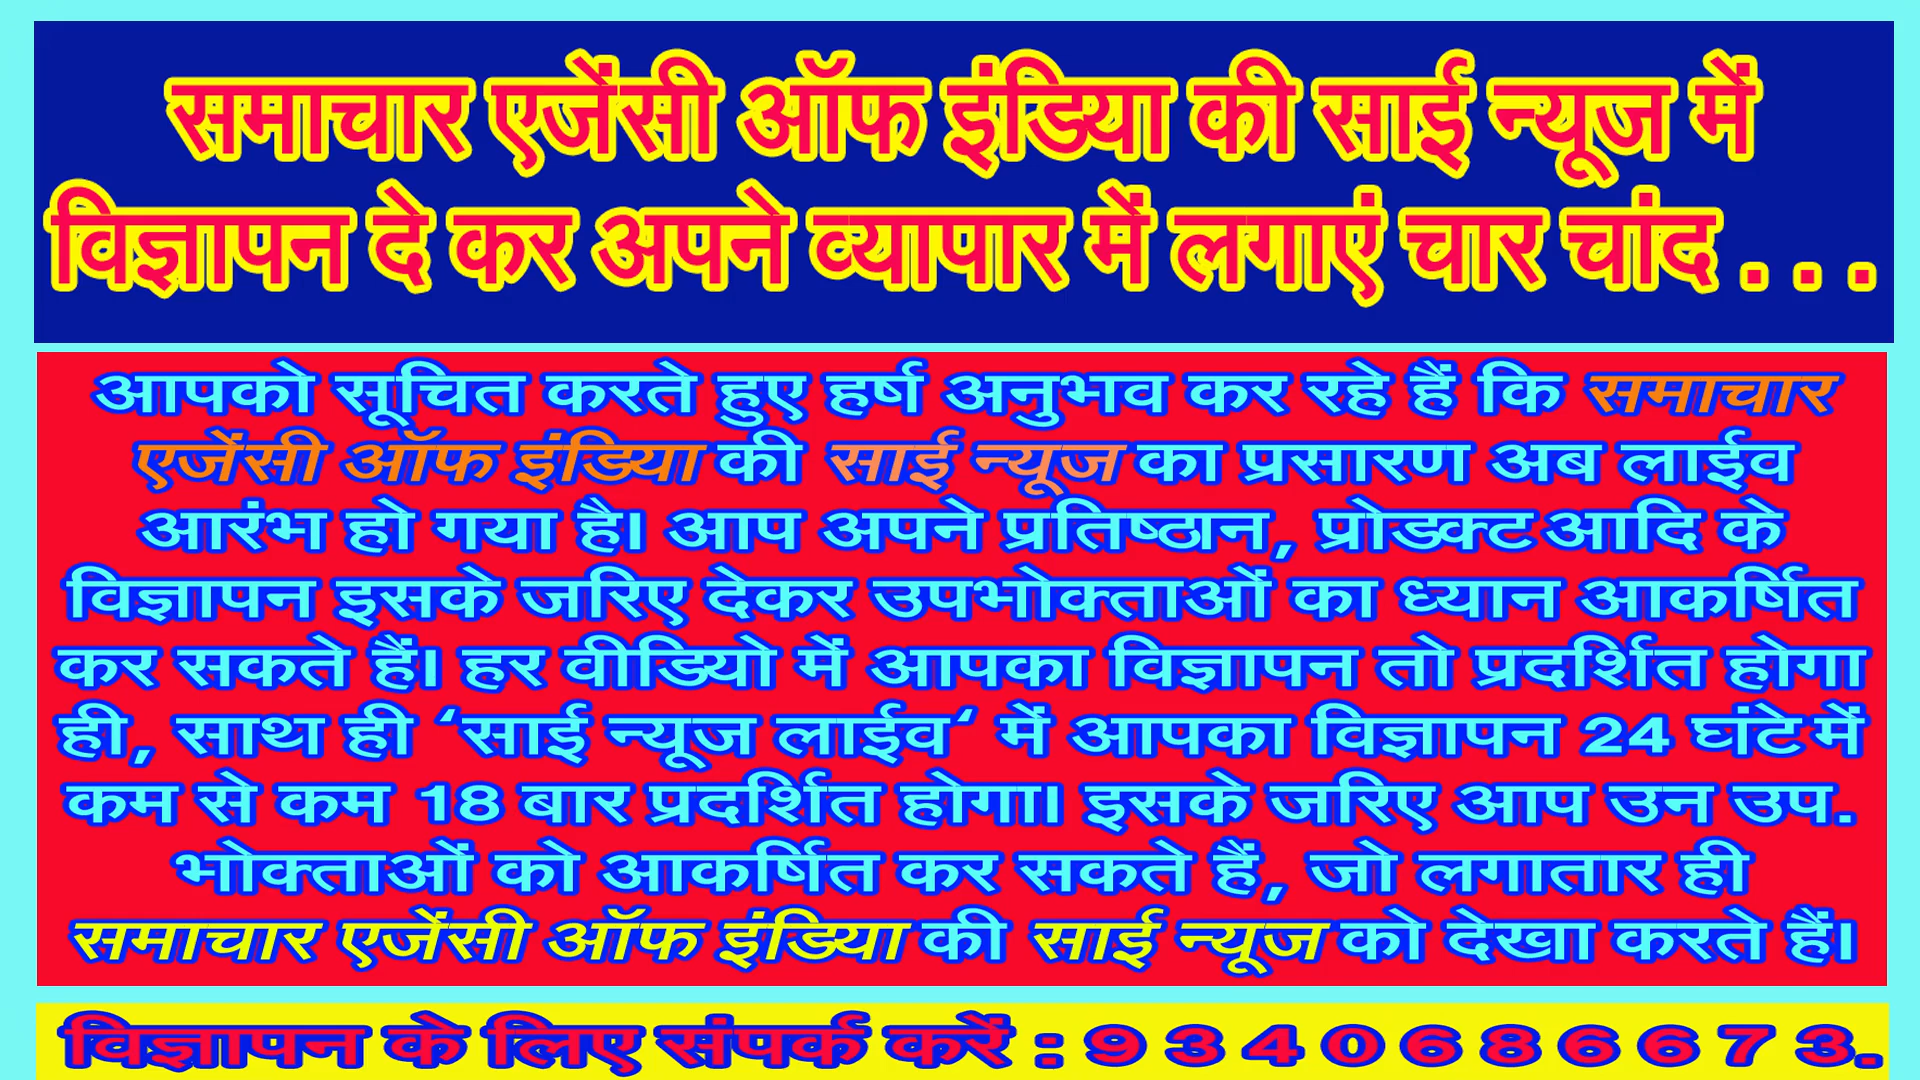 समाचार एजेंसी ऑफ इंडिया की साई न्यूज में
विज्ञापन दे कर अपने व्यापार में लगाएं चार चांद . . .
आपको सूचित करते हुए हर्ष अनुभव कर रहे हैं कि समाचार
एजेंसी ऑफ इंडिया की साई न्यूज का प्रसारण अब लाईव
आरंभ हो गया है। आप अपने प्रतिष्ठान, प्रोडक्ट आदि के
विज्ञापन इसके जरिए देकर उपभोक्ताओं का ध्यान आकर्षित
कर सकते हैं। हर वीडियो में आपका विज्ञापन तो प्रदर्शित होगा
ही, साथ ही ‘साई न्यूज लाईव‘ में आपका विज्ञापन 24 घंटे में
कम से कम 18 बार प्रदर्शित होगा। इसके जरिए आप उन उप.
भोक्ताओं को आकर्षित कर सकते हैं, जो लगातार ही
समाचार एजेंसी ऑफ इंडिया की साई न्यूज को देखा करते हैं।
विज्ञापन के लिए संपर्क करें : 9 3 4 0 6 8 6 6 7 3.